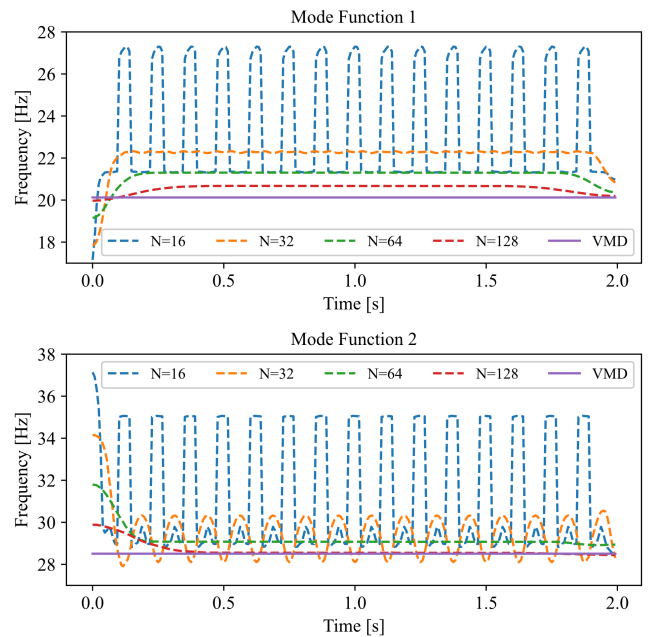 Mode Function 1
28
26
24
22
20
18
Frequency [Hz]
N=16 N=32 N=64 N=128 VMD
0.0 0.5 1.0 1.5 2.0
Time [s]
Mode Function 2
38
36
34
32
30
28
Frequency [Hz]
N=16 N=32 N=64 N=128 VMD
0.0 0.5 1.0 1.5 2.0
Time [s]